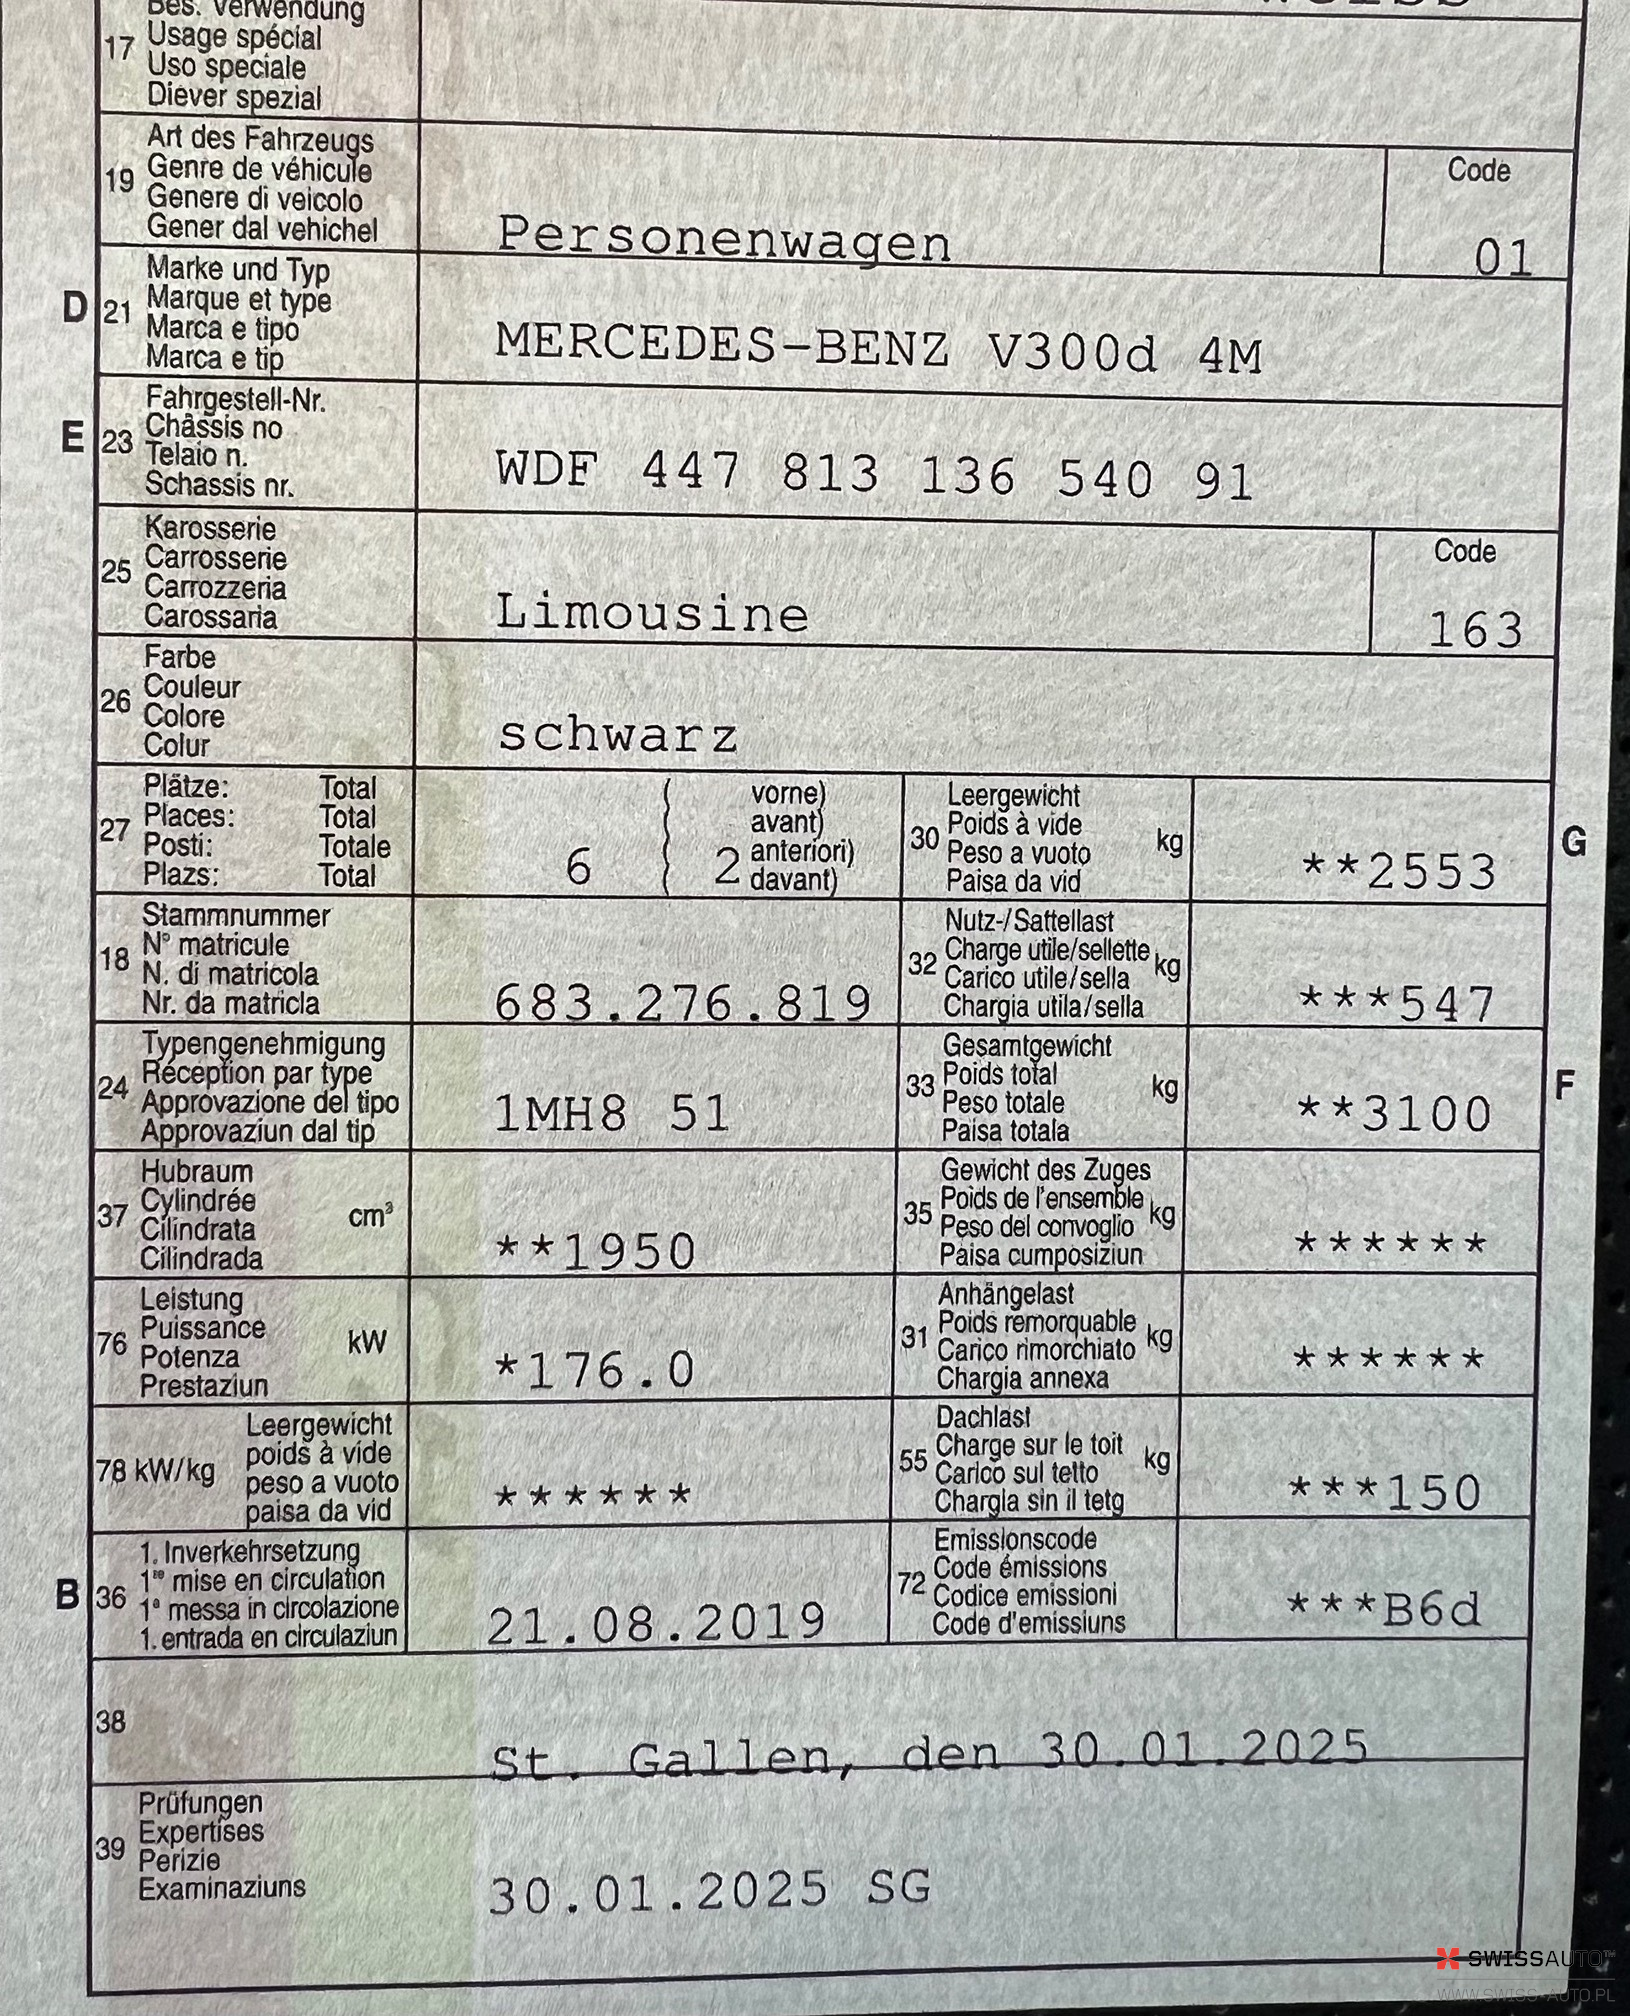 Bes. Verwendung
17 Usage spécial
Uso speciale
Diever spezial
Art des Fahrzeugs
19 Genre de véhicule
Genere di veicolo
Gener dal vehichel
Personenwagen
Code
01
Marke und Typ
D 21 Marque et type
Marca e tipo
Marca e tip
MERCEDES-BENZ V300d 4M
Fahrgestell-Nr.
E 23 Châssis no
Telaio n.
Schassis nr.
WDF 447 813 136 540 91
Karosserie
25 Carrosserie
Carrozzeria
Carossaria
Limousine
Code
163
Farbe
26 Couleur
Colore
Colur
schwarz
Plätze: Total
27 Places: Total
Posti: Totale
Plazs: Total
6
vorne)
avant)
2 anteriori)
davant)
Leergewicht
30 Poids à vide kg
Peso a vuoto
Paisa da vid
**2553
G
Stammnummer
18 N° matricule
N. di matricola
Nr. da matricla
683.276.819
Nutz-/Sattellast
32 Charge utile/sellette kg
Carico utile/sella
Chargia utila/sella
***547
Typengenehmigung
24 Réception par type
Approvazione del tipo
Approvaziun dal tip
1MH8 51
Gesamtgewicht
33 Poids total kg
Peso totale
Paisa totala
**3100
F
Hubraum
37 Cylindrée cm³
Cilindrata
Cilindrada
**1950
Gewicht des Zuges
35 Poids de l'ensemble kg
Peso del convoglio
Paisa cumposiziun
******
Leistung
76 Puissance kW
Potenza
Prestaziun
*176.0
Anhängelast
31 Poids remorquable kg
Carico rimorchiato
Chargia annexa
******
Leergewicht
78 kW/kg poids à vide
peso a vuoto
paisa da vid
******
Dachlast
55 Charge sur le toit kg
Carico sul tetto
Chargia sin il tetg
***150
1. Inverkehrsetzung
B 36 1re mise en circulation
1a messa in circolazione
1. entrada en circulaziun
21.08.2019
Emissionscode
72 Code émissions
Codice emissioni
Code d'emissiuns
***B6d
38
St. Gallen, den 30.01.2025
Prüfungen
39 Expertises
Perizie
Examinaziuns
30.01.2025 SG
SWISSAUTO™
WWW.SWISS-AUTO.PL